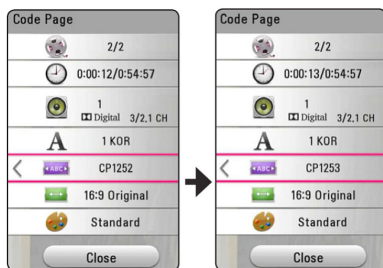 Code Page
2/2
0:00:12/0:54:57
1
Digital 3/2.1 CH
A 1 KOR
ABC CP1252
16:9 Original
Standard
Close
Code Page
2/2
0:00:13/0:54:57
1
Digital 3/2.1 CH
A 1 KOR
ABC CP1253
16:9 Original
Standard
Close